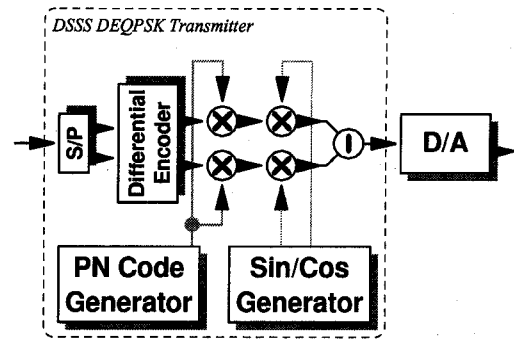 DSSS DEQPSK Transmitter
S/P
Differential
Encoder
D/A
PN Code
Generator
Sin/Cos
Generator